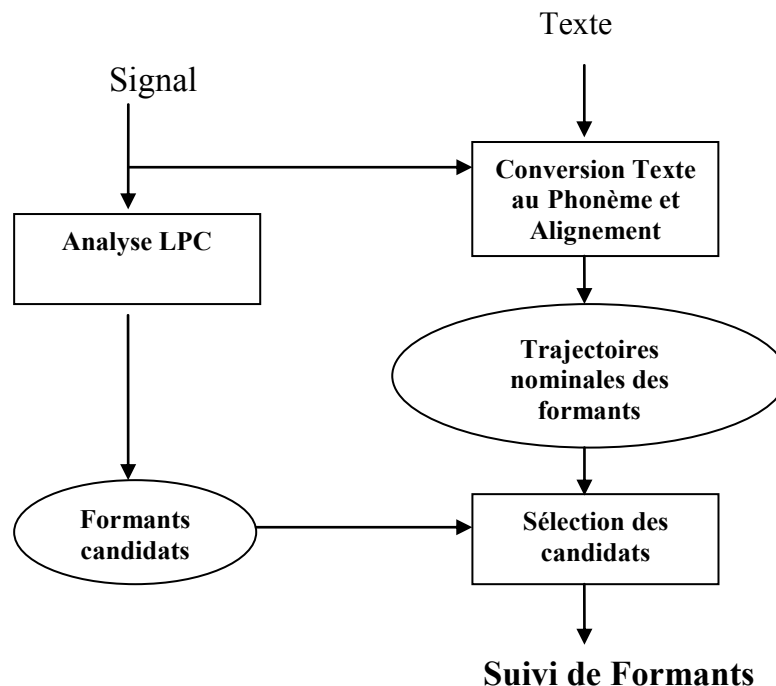 Texte
Signal
Conversion Texte
au Phonème et
Alignement
Analyse LPC
Trajectoires
nominales des
formants
Formants
candidats
Sélection des
candidats
Suivi de Formants